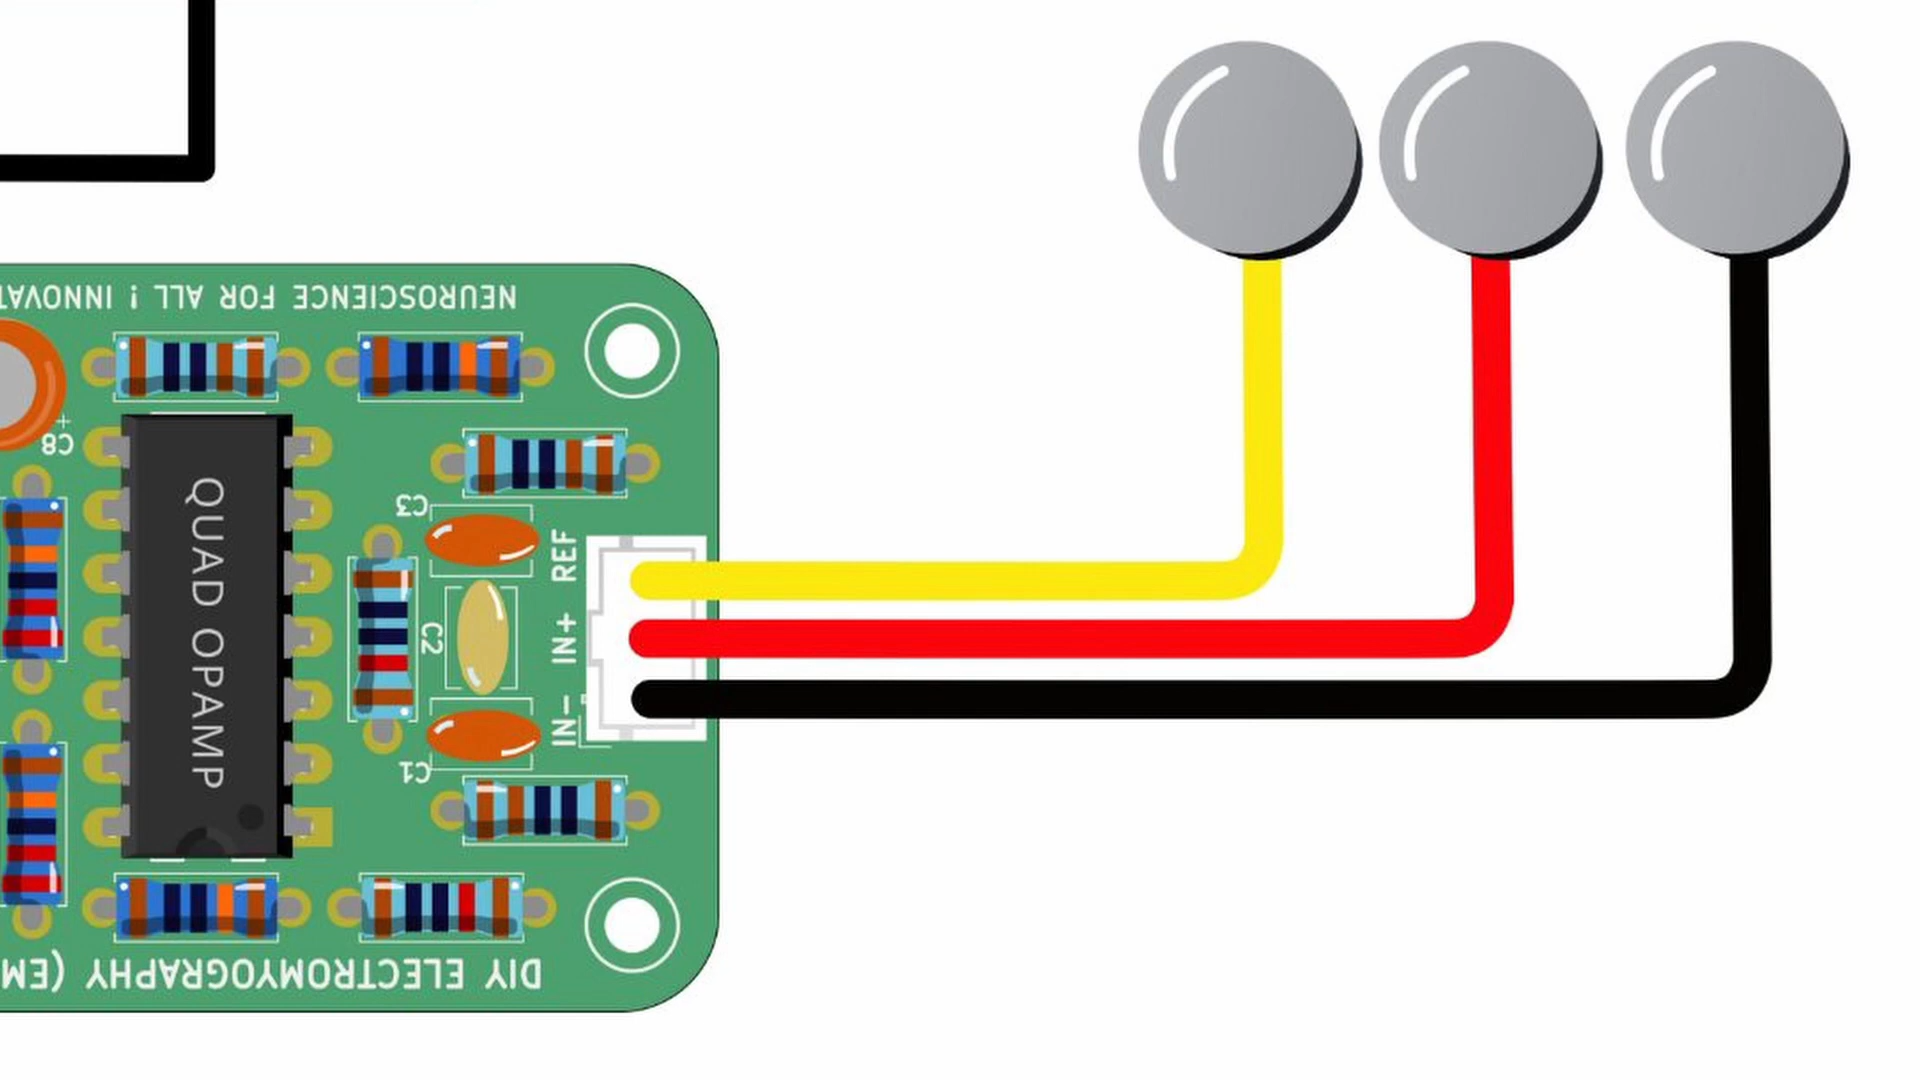 NEUROSCIENCE FOR ALL ! INNOVAT
C8
QUAD OPAMP
C3
REF
IN+
C2
IN-
C1
DIY ELECTROMYOGRAPHY (EM